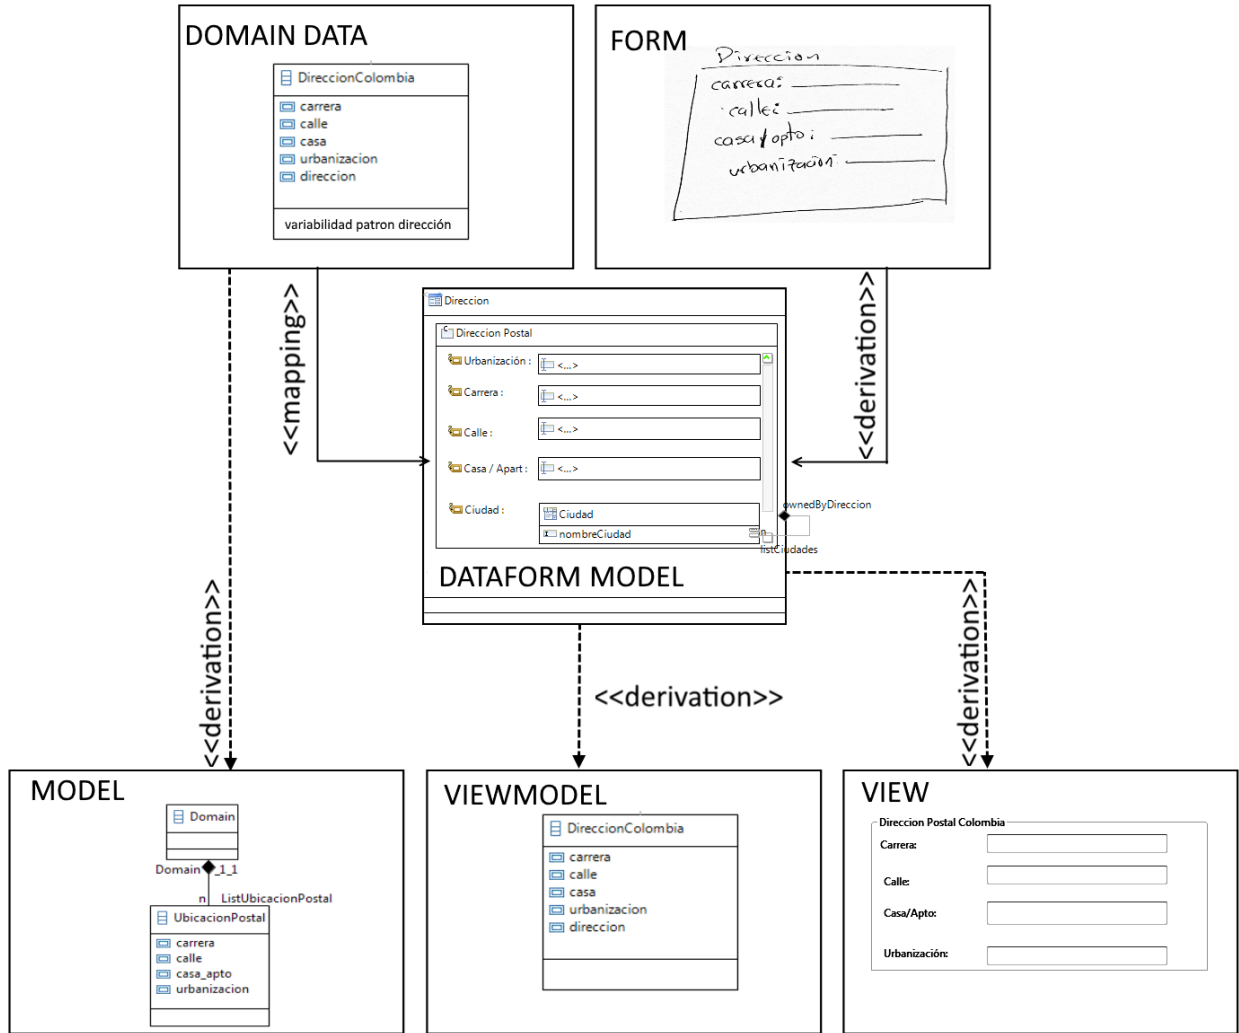 DOMAIN DATA
DireccionColombia
carrera
calle
casa
urbanizacion
direccion
variabilidad patron dirección
FORM
Direccion
carrera:
calle:
casa/apto:
urbanización:
<<mapping>>
<<derivation>>
Direccion
Direccion Postal
Urbanización :
<...>
Carrera :
<...>
Calle :
<...>
Casa / Apart :
<...>
Ciudad :
Ciudad
nombreCiudad
ownedByDireccion
listCiudades
DATAFORM MODEL
<<derivation>>
<<derivation>>
<<derivation>>
MODEL
Domain
Domain _1_1
n ListUbicacionPostal
UbicacionPostal
carrera
calle
casa_apto
urbanizacion
VIEWMODEL
DireccionColombia
carrera
calle
casa
urbanizacion
direccion
VIEW
Direccion Postal Colombia
Carrera:
Calle:
Casa/Apto:
Urbanización: